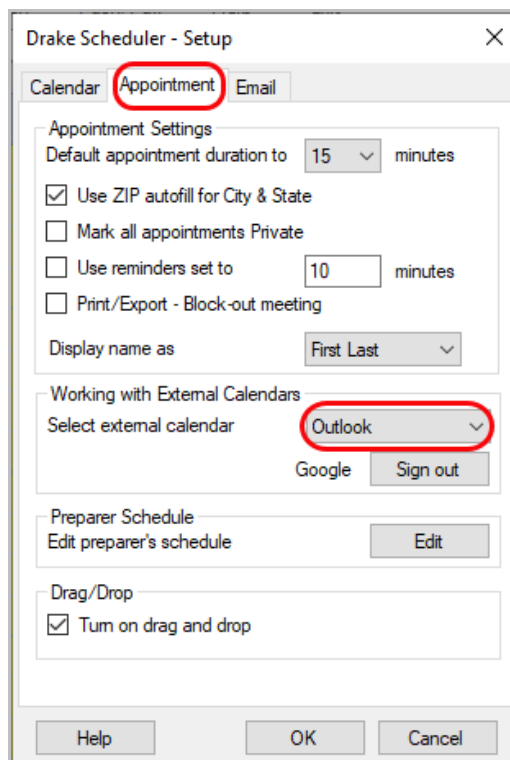 Drake Scheduler - Setup
Calendar Appointment Email
Appointment Settings
Default appointment duration to 15 minutes
Use ZIP autofill for City & State
Mark all appointments Private
Use reminders set to 10 minutes
Print/Export - Block-out meeting
Display name as First Last
Working with External Calendars
Select external calendar Outlook
Google Sign out
Preparer Schedule
Edit preparer's schedule Edit
Drag/Drop
Turn on drag and drop
Help OK Cancel